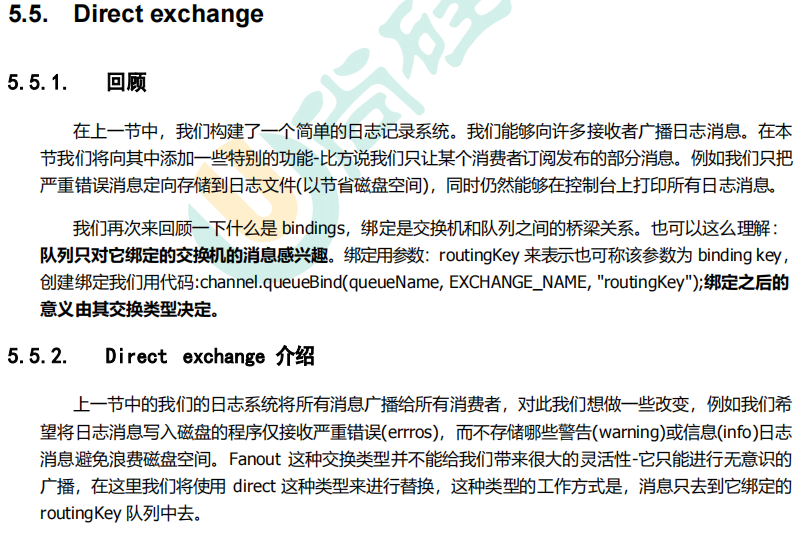 5.5. Direct exchange
5.5.1. 回顾
在上一节中，我们构建了一个简单的日志记录系统。我们能够向许多接收者广播日志消息。在本
节我们将向其中添加一些特别的功能-比方说我们只让某个消费者订阅发布的部分消息。例如我们只把
严重错误消息定向存储到日志文件(以节省磁盘空间)，同时仍然能够在控制台上打印所有日志消息。
我们再次来回顾一下什么是 bindings，绑定是交换机和队列之间的桥梁关系。也可以这么理解：
队列只对它绑定的交换机的消息感兴趣。绑定用参数：routingKey 来表示也可称该参数为 binding key，
创建绑定我们用代码:channel.queueBind(queueName, EXCHANGE_NAME, "routingKey");绑定之后的
意义由其交换类型决定。
5.5.2. Direct exchange 介绍
上一节中的我们的日志系统将所有消息广播给所有消费者，对此我们想做一些改变，例如我们希
望将日志消息写入磁盘的程序仅接收严重错误(errros)，而不存储哪些警告(warning)或信息(info)日志
消息避免浪费磁盘空间。Fanout 这种交换类型并不能给我们带来很大的灵活性-它只能进行无意识的
广播，在这里我们将使用 direct 这种类型来进行替换，这种类型的工作方式是，消息只去到它绑定的
routingKey 队列中去。
尚硅